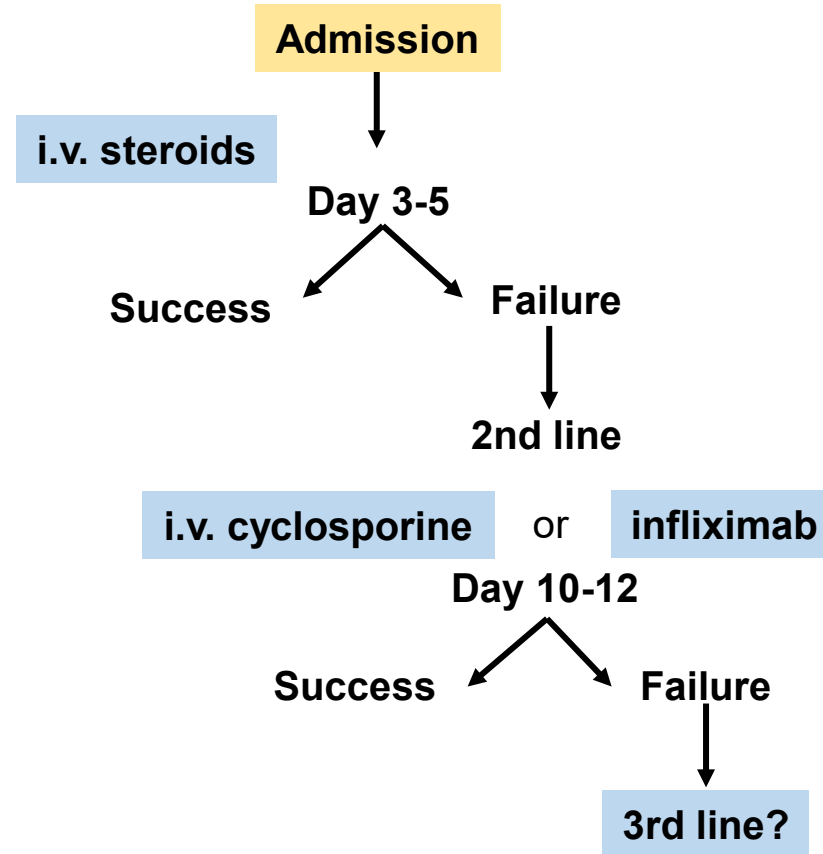 Admission
i.v. steroids
Day 3-5
Success
Failure
2nd line
i.v. cyclosporine or infliximab
Day 10-12
Success
Failure
3rd line?